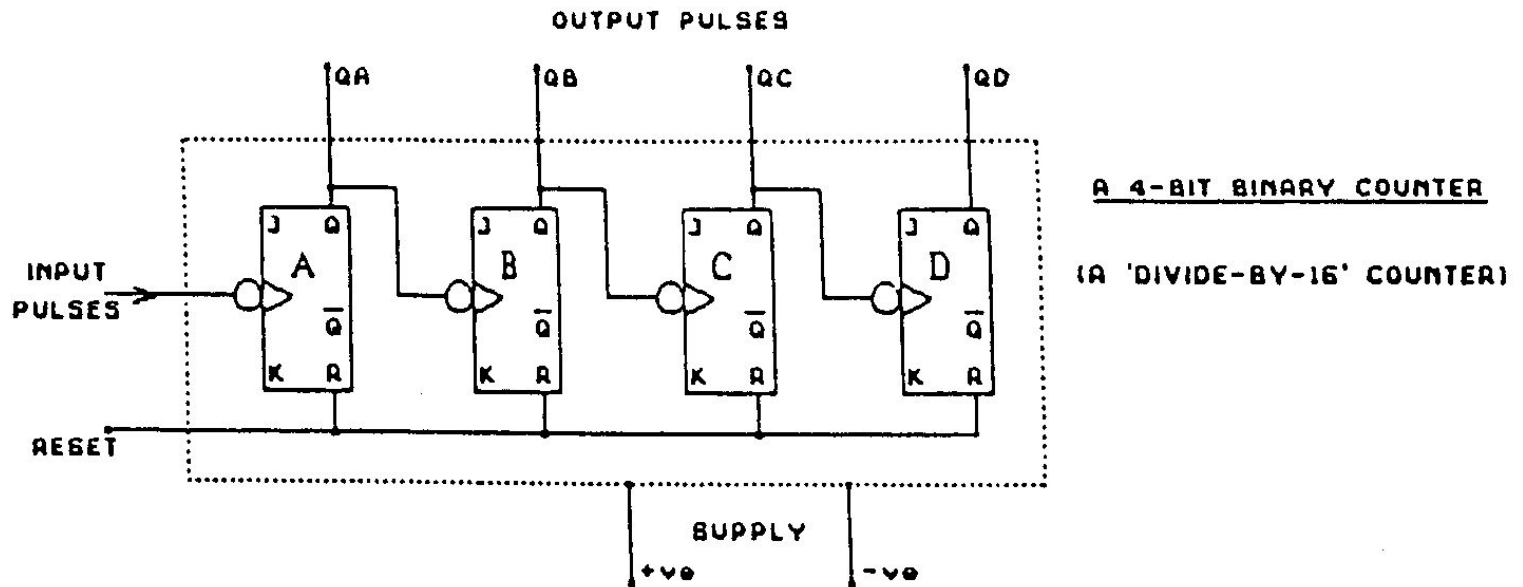 OUTPUT PULSES
QA QB QC QD
A 4-BIT BINARY COUNTER
(A 'DIVIDE-BY-16' COUNTER)
J Q J Q J Q J Q
A B C D
INPUT
PULSES
Q̅ Q̅ Q̅ Q̅
K R K R K R K R
RESET
SUPPLY
+ve -ve